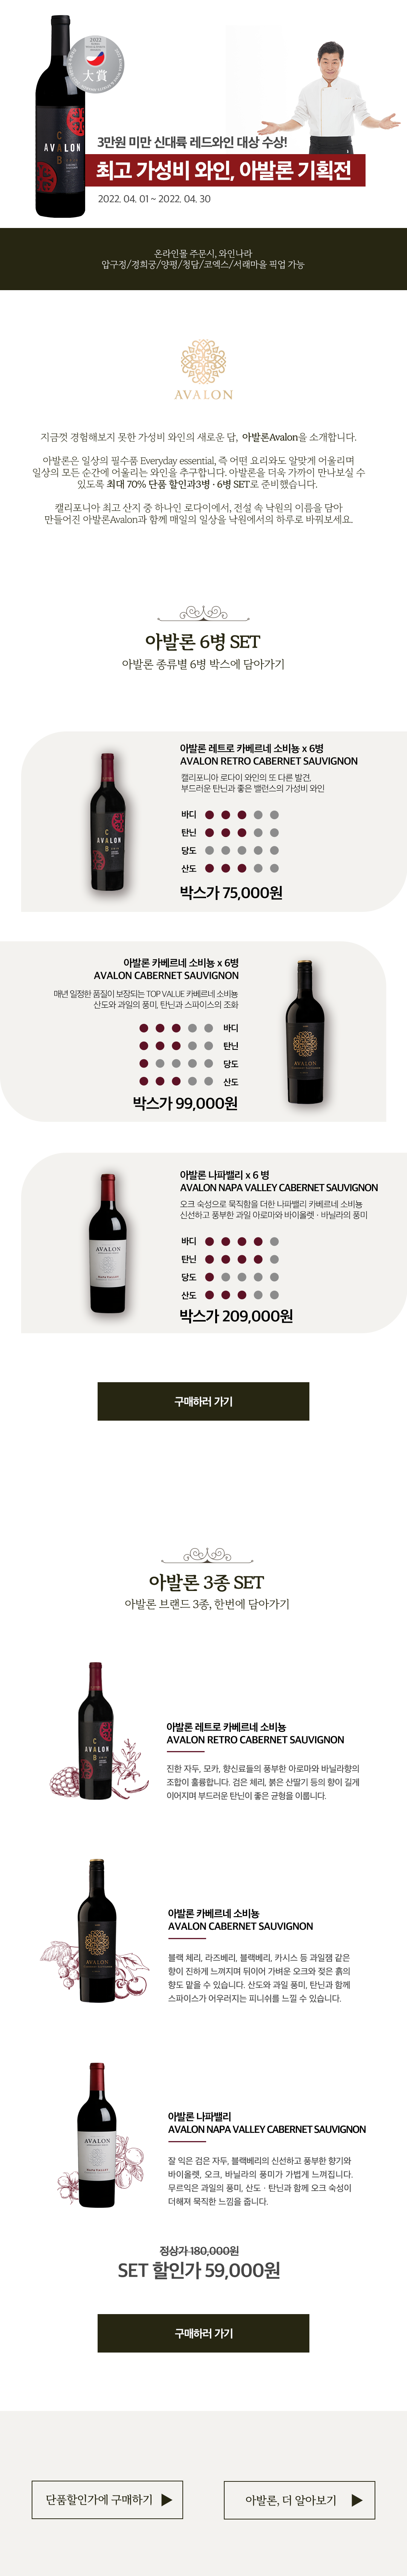 2022
大賞
CAB
AVALON
CABERNET SAUVIGNON
3만원 미만 신대륙 레드와인 대상 수상!
최고 가성비 와인, 아발론 기획전
2022. 04. 01 ~ 2022. 04. 30
온라인몰 주문시, 와인나라
압구정/경희궁/양평/청담/코엑스/서래마을 픽업 가능
AVALON
지금껏 경험해보지 못한 가성비 와인의 새로운 답, 아발론Avalon을 소개합니다.
아발론은 일상의 필수품 Everyday essential, 즉 어떤 요리와도 알맞게 어울리며
일상의 모든 순간에 어울리는 와인을 추구합니다. 아발론을 더욱 가까이 만나보실 수
있도록 최대 70% 단품 할인과3병 · 6병 SET로 준비했습니다.
캘리포니아 최고 산지 중 하나인 로다이에서, 전설 속 낙원의 이름을 담아
만들어진 아발론Avalon과 함께 매일의 일상을 낙원에서의 하루로 바꿔보세요.
아발론 6병 SET
아발론 종류별 6병 박스에 담아가기
CAB
AVALON
아발론 레트로 카베르네 소비뇽 x 6병
AVALON RETRO CABERNET SAUVIGNON
캘리포니아 로다이 와인의 또 다른 발견,
부드러운 탄닌과 좋은 밸런스의 가성비 와인
바디
탄닌
당도
산도
박스가 75,000원
아발론 카베르네 소비뇽 x 6병
AVALON CABERNET SAUVIGNON
매년 일정한 품질이 보장되는 TOP VALUE 카베르네 소비뇽
산도와 과일의 풍미, 탄닌과 스파이스의 조화
바디
탄닌
당도
산도
박스가 99,000원
AVALON
아발론 나파밸리 x 6 병
AVALON NAPA VALLEY CABERNET SAUVIGNON
오크 숙성으로 묵직함을 더한 나파밸리 카베르네 소비뇽
신선하고 풍부한 과일 아로마와 바이올렛 · 바닐라의 풍미
바디
탄닌
당도
산도
박스가 209,000원
AVALON
NAPA VALLEY
구매하러 가기
아발론 3종 SET
아발론 브랜드 3종, 한번에 담아가기
CAB
AVALON
아발론 레트로 카베르네 소비뇽
AVALON RETRO CABERNET SAUVIGNON
진한 자두, 모카, 향신료들의 풍부한 아로마와 바닐라향의
조합이 훌륭합니다. 검은 체리, 붉은 산딸기 등의 향이 길게
이어지며 부드러운 탄닌이 좋은 균형을 이룹니다.
AVALON
아발론 카베르네 소비뇽
AVALON CABERNET SAUVIGNON
블랙 체리, 라즈베리, 블랙베리, 카시스 등 과일잼 같은
향이 진하게 느껴지며 뒤이어 가벼운 오크와 젖은 흙의
향도 맡을 수 있습니다. 산도와 과일 풍미, 탄닌과 함께
스파이스가 어우러지는 피니쉬를 느낄 수 있습니다.
AVALON
NAPA VALLEY
아발론 나파밸리
AVALON NAPA VALLEY CABERNET SAUVIGNON
잘 익은 검은 자두, 블랙베리의 신선하고 풍부한 향기와
바이올렛, 오크, 바닐라의 풍미가 가볍게 느껴집니다.
무르익은 과일의 풍미, 산도 · 탄닌과 함께 오크 숙성이
더해져 묵직한 느낌을 줍니다.
정상가 180,000원
SET 할인가 59,000원
구매하러 가기
단품할인가에 구매하기 ▶
아발론, 더 알아보기 ▶